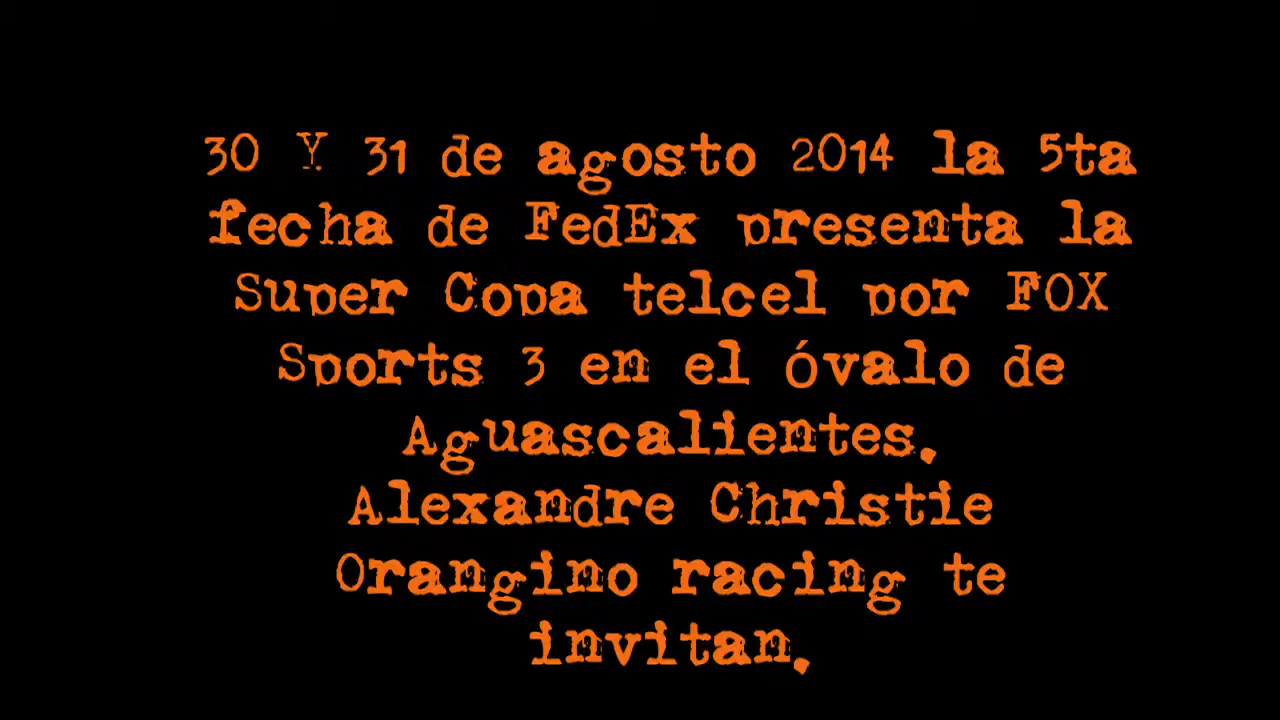 30 Y 31 de agosto 2014 la 5ta
fecha de FedEx presenta la
Super Copa telcel por FOX
Sports 3 en el óvalo de
Aguascalientes.
Alexandre Christie
Orangino racing te
invitan.